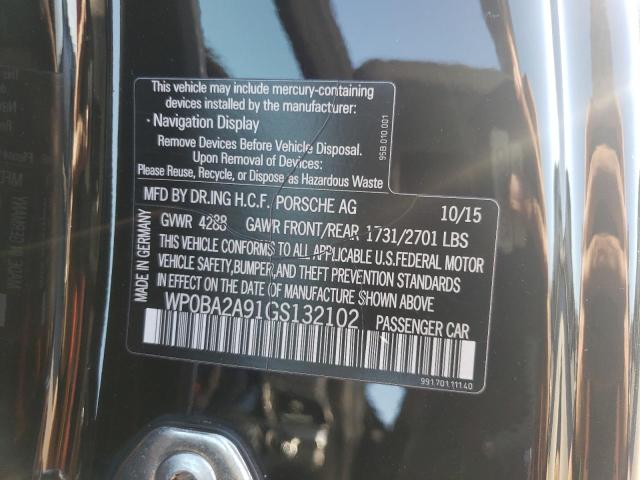 This vehicle may include mercury-containing
devices installed by the manufacturer:
· Navigation Display
Remove Devices Before Vehicle Disposal.
Upon Removal of Devices:
Please Reuse, Recycle, or Dispose as Hazardous Waste
95B.010.001
MFD BY DR.ING H.C.F. PORSCHE AG 10/15
GVWR 4288 GAWR FRONT/REAR 1731/2701 LBS
THIS VEHICLE CONFORMS TO ALL APPLICABLE U.S.FEDERAL MOTOR
VEHICLE SAFETY,BUMPER,AND THEFT PREVENTION STANDARDS
IN EFFECT ON THE DATE OF MANUFACTURE SHOWN ABOVE.
WP0BA2A91GS132102 PASSENGER CAR
MADE IN GERMANY
991.701.111.40